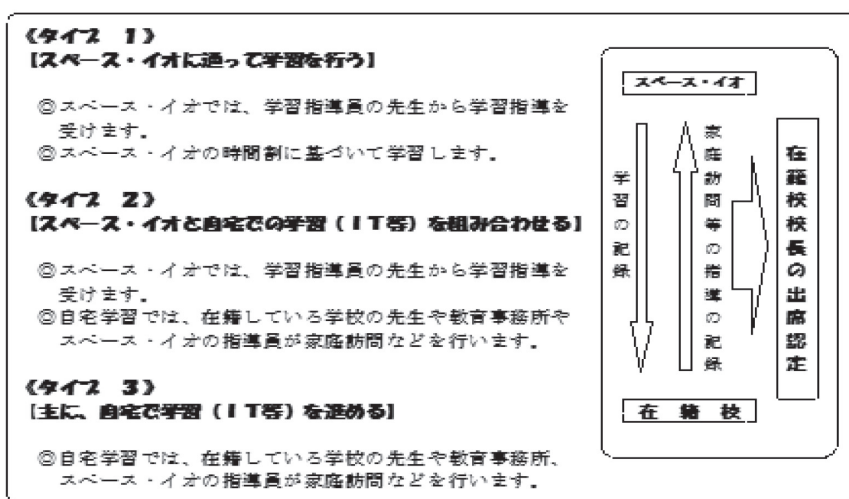 《タイプ 1》
【スペース・イオに通って学習を行う】
◎スペース・イオでは、学習指導員の先生から学習指導を
受けます。
◎スペース・イオの時間割に基づいて学習します。
《タイプ 2》
【スペース・イオと自宅での学習(IT等)を組み合わせる】
◎スペース・イオでは、学習指導員の先生から学習指導を
受けます。
◎自宅学習では、在籍している学校の先生や教育事務所や
スペース・イオの指導員が家庭訪問などを行います。
《タイプ 3》
【主に、自宅で学習(IT等)を進める】
◎自宅学習では、在籍している学校の先生や教育事務所、
スペース・イオの指導員が家庭訪問などを行います。
スペース・イオ
学習の記録
家庭訪問等の指導の記録
在籍校校長の出席認定
在籍校